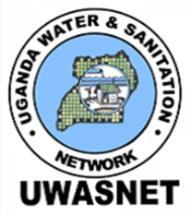 UGANDA WATER & SANITATION
• NETWORK •
UWASNET